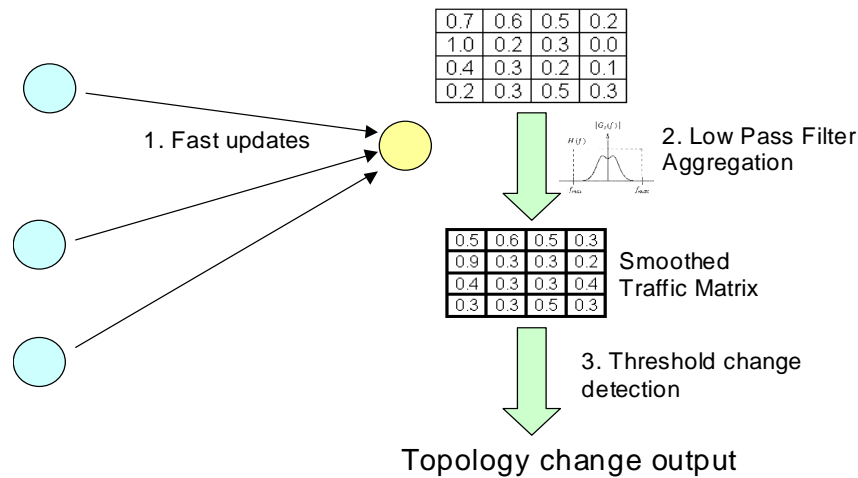 0.7 0.6 0.5 0.2
1.0 0.2 0.3 0.0
0.4 0.3 0.2 0.1
0.2 0.3 0.5 0.3
1. Fast updates
|G_s(f)|
H(f)
2. Low Pass Filter
Aggregation
0.5 0.6 0.5 0.3
0.9 0.3 0.3 0.2
0.4 0.3 0.3 0.4
0.3 0.3 0.5 0.3
Smoothed
Traffic Matrix
3. Threshold change
detection
Topology change output